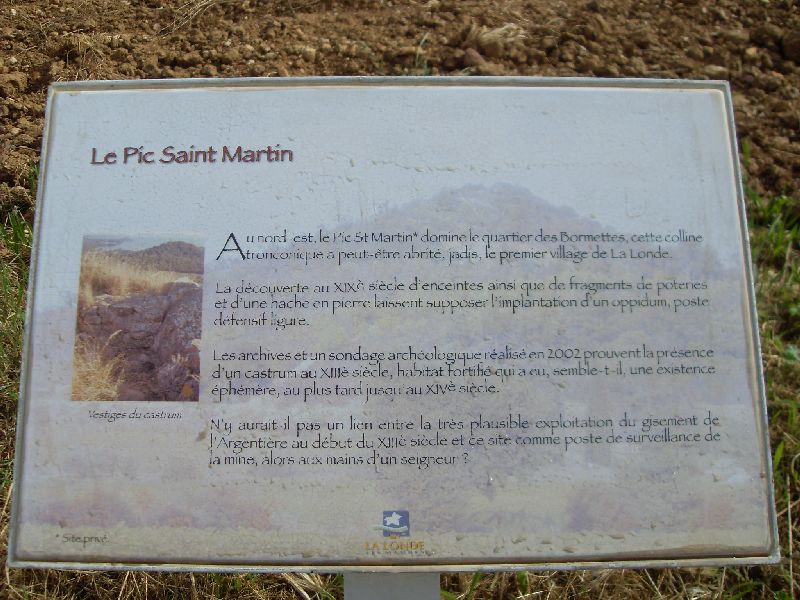 Le Pic Saint Martin
Au nord-est, le Pic St Martin* domine le quartier des Bormettes, cette colline
tronconique a peut-être abrité, jadis, le premier village de La Londe.
La découverte au XIXè siècle d'enceintes ainsi que de fragments de poteries
et d'une hache en pierre laissent supposer l'implantation d'un oppidum, poste
défensif ligure.
Les archives et un sondage archéologique réalisé en 2002 prouvent la présence
d'un castrum au XIIIè siècle, habitat fortifié qui a eu, semble-t-il, une existence
éphémère, au plus tard jusqu'au XIVè siècle.
Vestiges du castrum
N'y aurait-il pas un lien entre la très plausible exploitation du gisement de
l'Argentière au début du XIIIè siècle et ce site comme poste de surveillance de
la mine, alors aux mains d'un seigneur ?
* Site privé
LA LONDE
LES MAURES